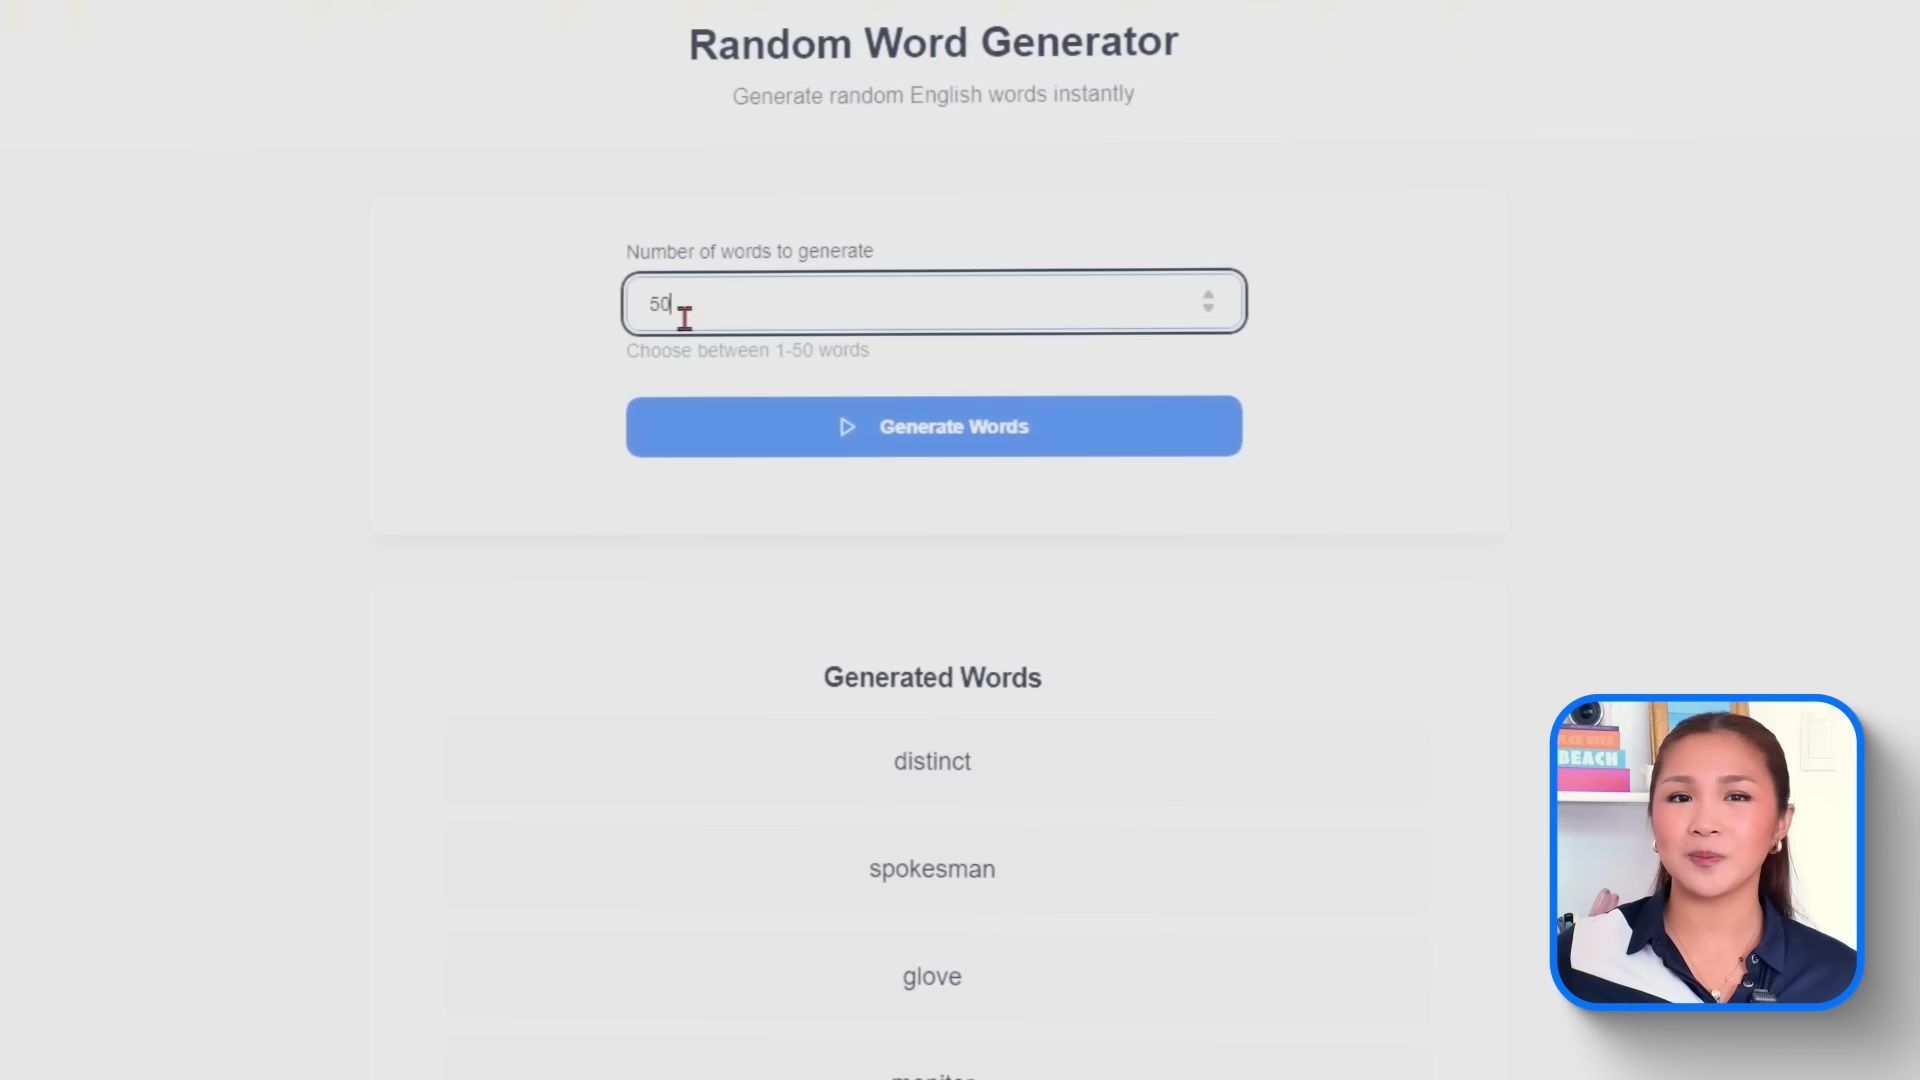 Random Word Generator
Generate random English words instantly
Number of words to generate
50
Choose between 1-50 words
Generate Words
Generated Words
distinct
spokesman
glove
BEACH